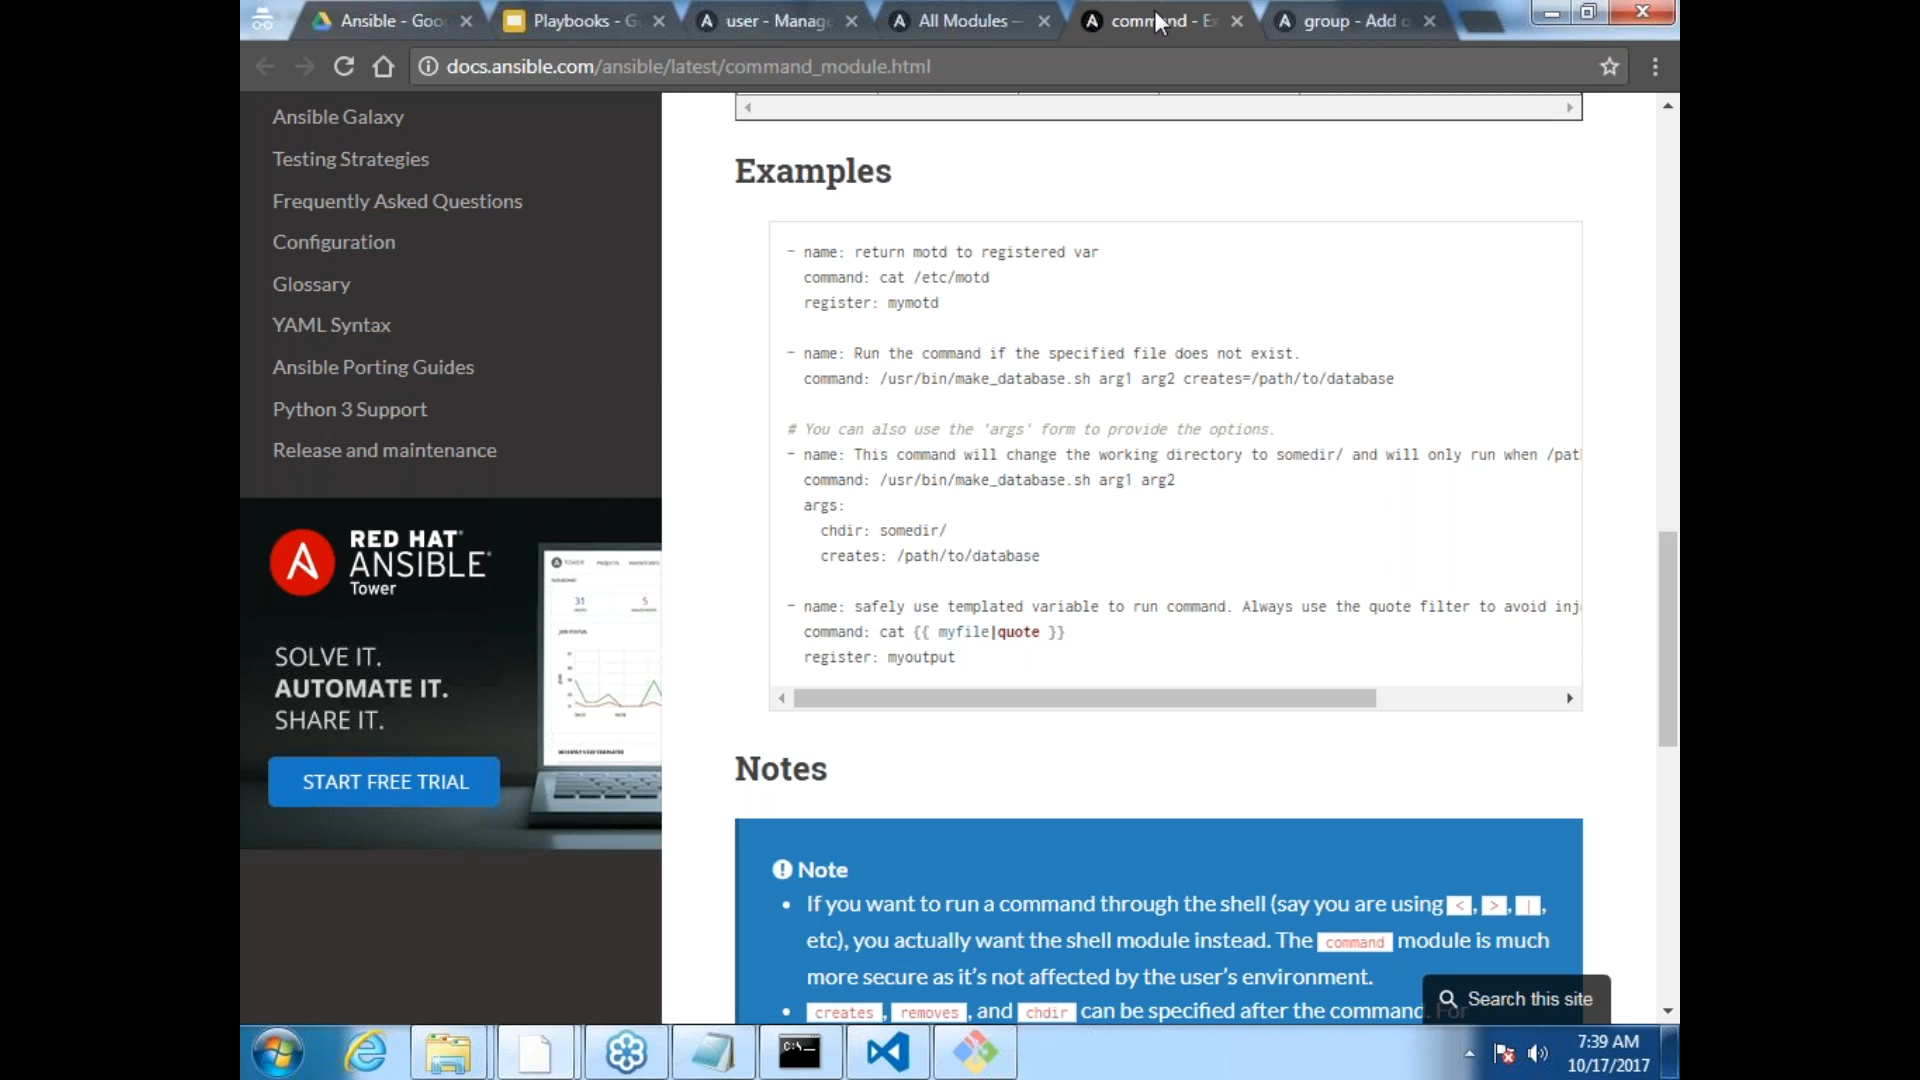 Ansible - Goo
Playbooks - G
user - Manag
All Modules –
command - Ex
group - Add o
docs.ansible.com/ansible/latest/command_module.html
Ansible Galaxy
Testing Strategies
Frequently Asked Questions
Configuration
Glossary
YAML Syntax
Ansible Porting Guides
Python 3 Support
Release and maintenance
RED HAT
ANSIBLE
Tower
SOLVE IT.
AUTOMATE IT.
SHARE IT.
START FREE TRIAL
31
5
Examples
- name: return motd to registered var
command: cat /etc/motd
register: mymotd
- name: Run the command if the specified file does not exist.
command: /usr/bin/make_database.sh arg1 arg2 creates=/path/to/database
# You can also use the 'args' form to provide the options.
- name: This command will change the working directory to somedir/ and will only run when /pat
command: /usr/bin/make_database.sh arg1 arg2
args:
chdir: somedir/
creates: /path/to/database
- name: safely use templated variable to run command. Always use the quote filter to avoid inj
command: cat {{ myfile|quote }}
register: myoutput
Notes
Note
• If you want to run a command through the shell (say you are using <, >, |,
etc), you actually want the shell module instead. The command module is much
more secure as it's not affected by the user's environment.
• creates, removes, and chdir can be specified after the command. For
Search this site
C:\
7:39 AM
10/17/2017